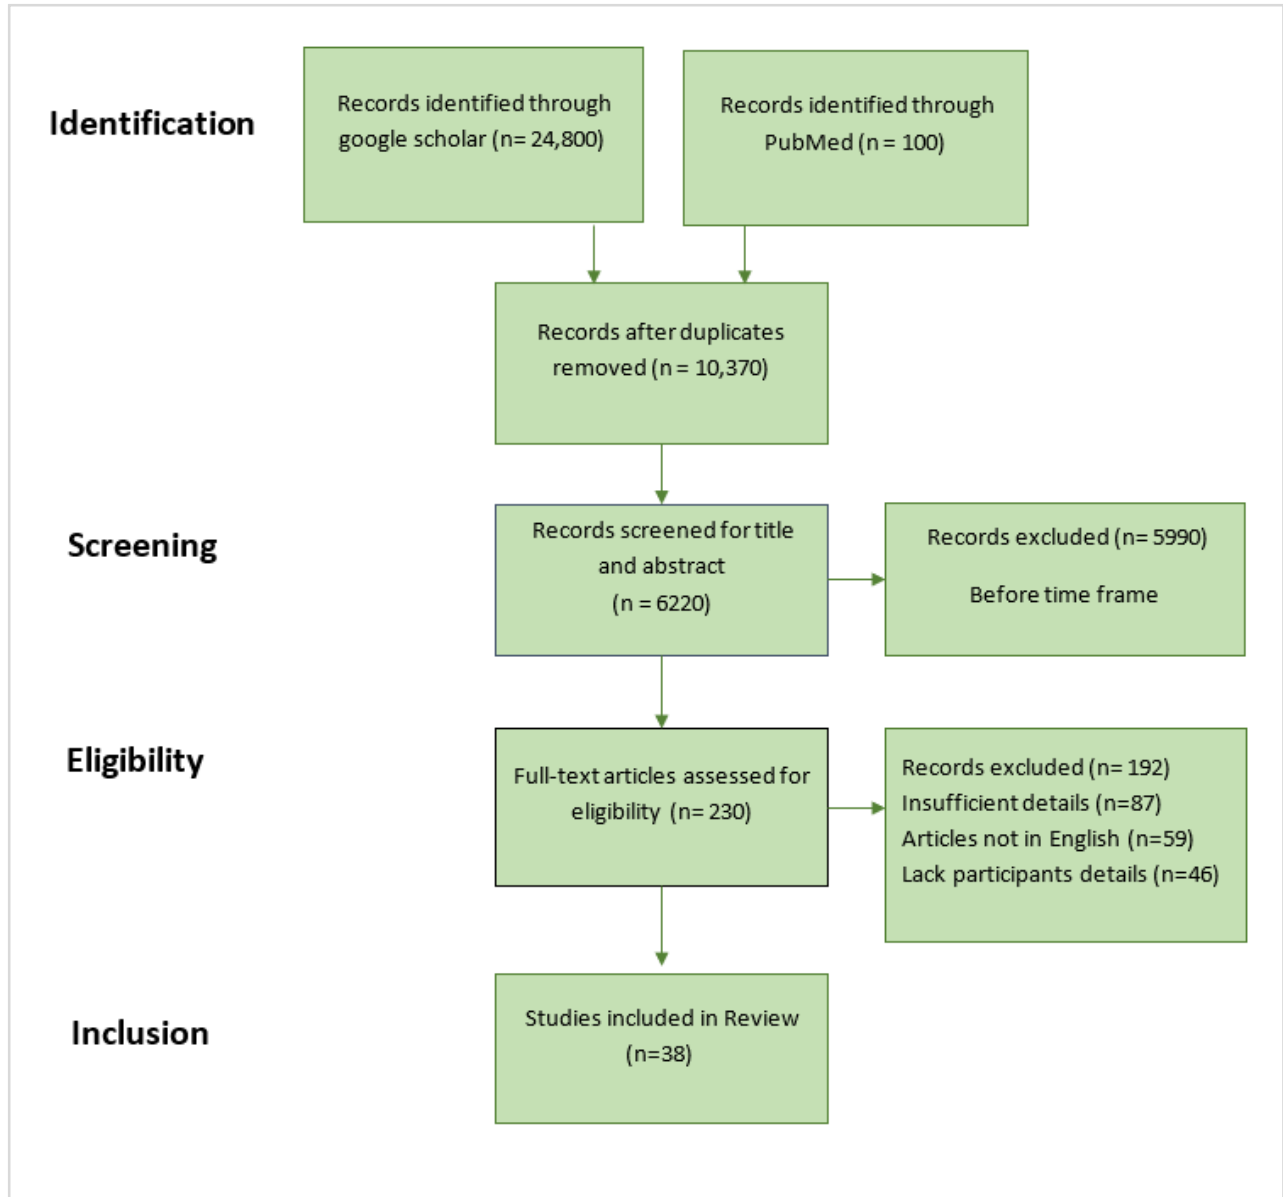 Identification
Records identified through
google scholar (n= 24,800)
Records identified through
PubMed (n = 100)
Records after duplicates
removed (n = 10,370)
Screening
Records screened for title
and abstract
(n = 6220)
Records excluded (n= 5990)
Before time frame
Eligibility
Full-text articles assessed for
eligibility (n= 230)
Records excluded (n= 192)
Insufficient details (n=87)
Articles not in English (n=59)
Lack participants details (n=46)
Inclusion
Studies included in Review
(n=38)